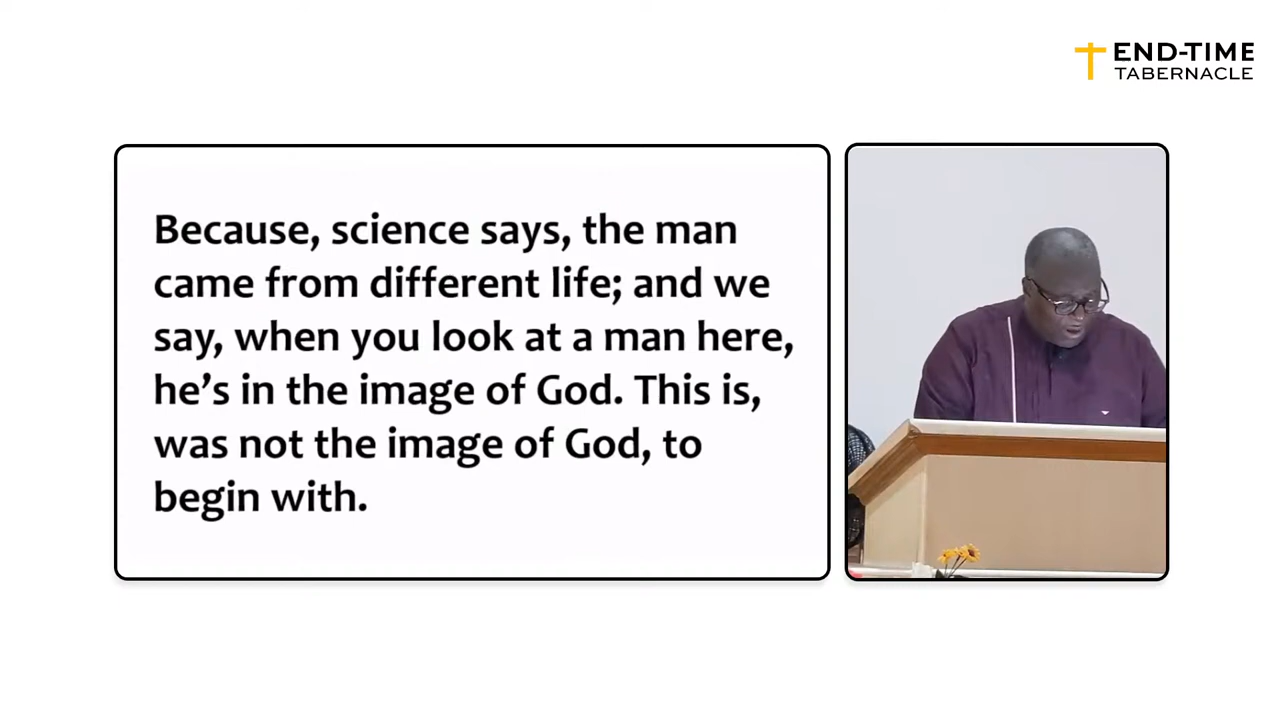 END-TIME
TABERNACLE
Because, science says, the man
came from different life; and we
say, when you look at a man here,
he’s in the image of God. This is,
was not the image of God, to
begin with.